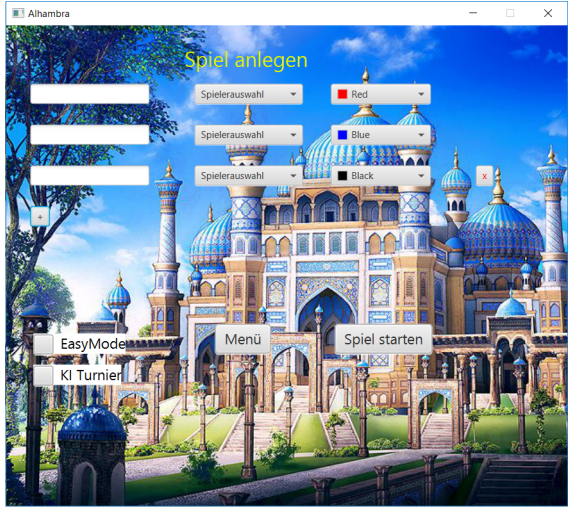 Alhambra
Spiel anlegen
Spielerauswahl Red
Spielerauswahl Blue
Spielerauswahl Black x
+
EasyMode Menü Spiel starten
KI Turnier